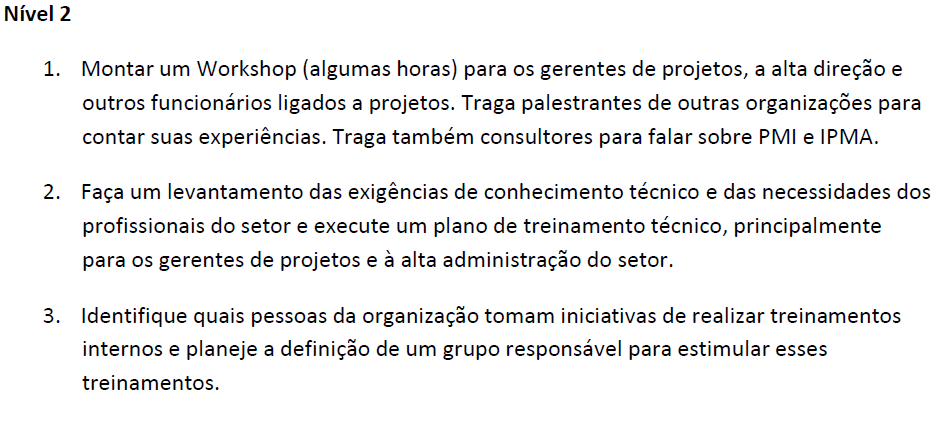 Nível 2
1. Montar um Workshop (algumas horas) para os gerentes de projetos, a alta direção e
outros funcionários ligados a projetos. Traga palestrantes de outras organizações para
contar suas experiências. Traga também consultores para falar sobre PMI e IPMA.
2. Faça um levantamento das exigências de conhecimento técnico e das necessidades dos
profissionais do setor e execute um plano de treinamento técnico, principalmente
para os gerentes de projetos e à alta administração do setor.
3. Identifique quais pessoas da organização tomam iniciativas de realizar treinamentos
internos e planeje a definição de um grupo responsável para estimular esses
treinamentos.